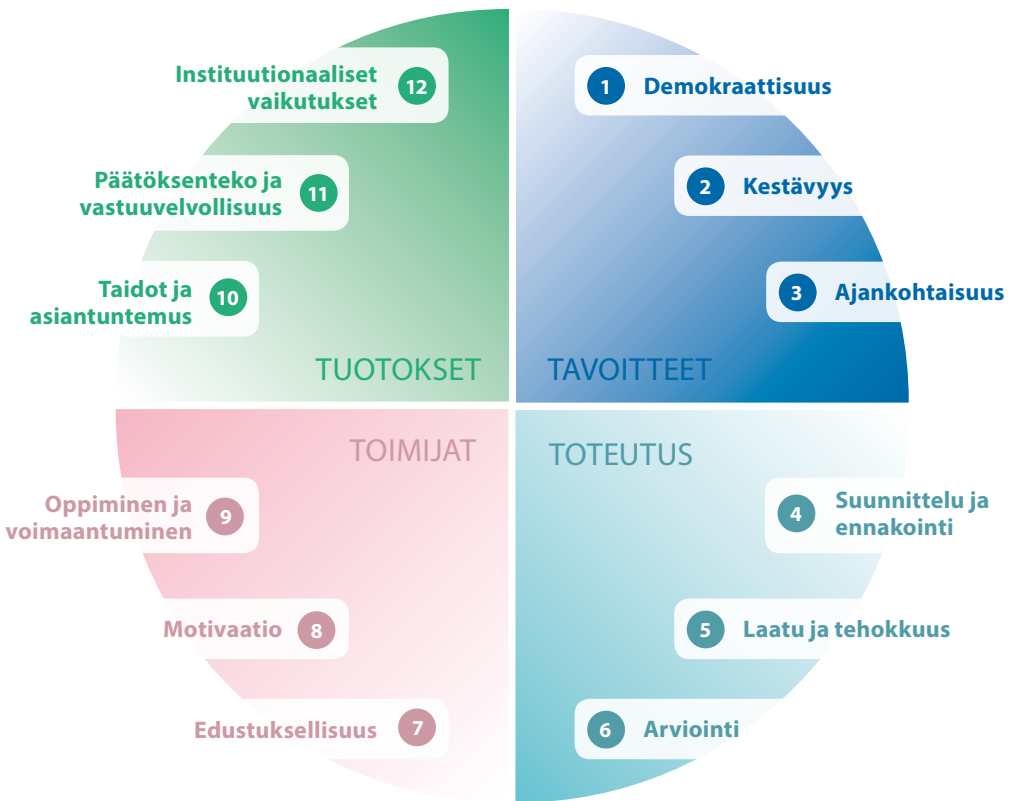 TAVOITTEET
1 Demokraattisuus
2 Kestävyys
3 Ajankohtaisuus
TOTEUTUS
4 Suunnittelu ja
ennakointi
5 Laatu ja tehokkuus
6 Arviointi
TOIMIJAT
7 Edustuksellisuus
8 Motivaatio
9 Oppiminen ja
voimaantuminen
TUOTOKSET
10 Taidot ja
asiantuntemus
11 Päätöksenteko ja
vastuuvelvollisuus
12 Instituutionaaliset
vaikutukset